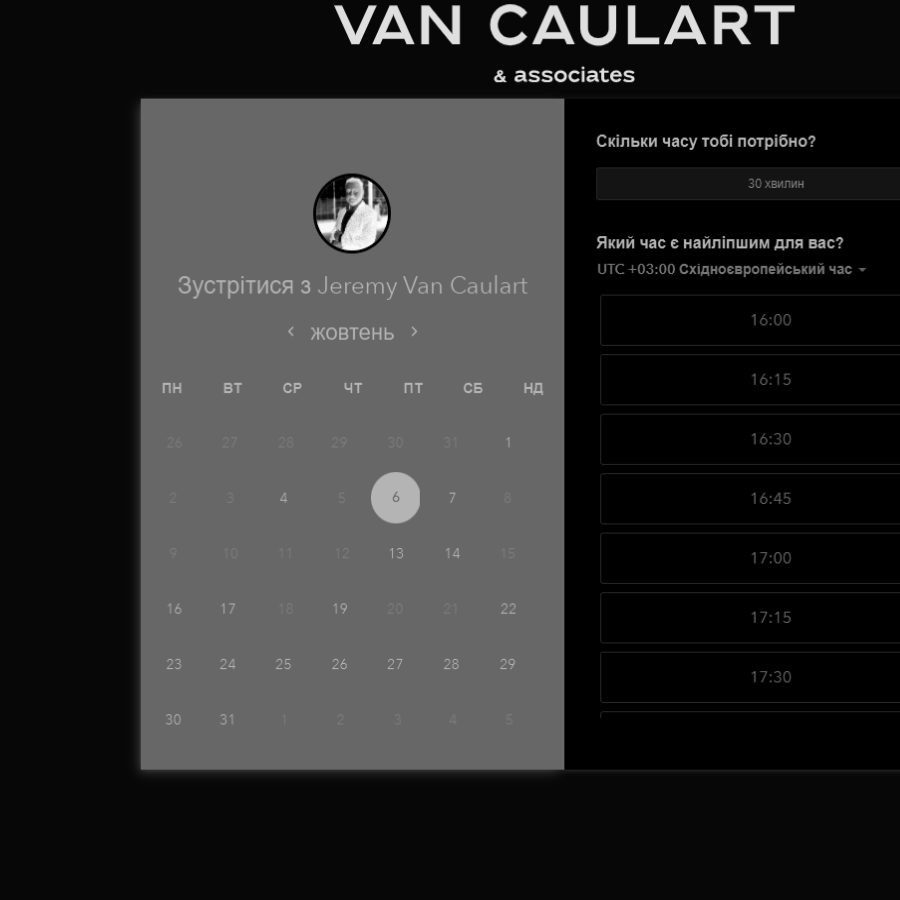 VAN CAULART
& associates
Зустрітися з Jeremy Van Caulart
жовтень
ПН ВТ СР ЧТ ПТ СБ НД
26 27 28 29 30 31 1
2 3 4 5 6 7 8
9 10 11 12 13 14 15
16 17 18 19 20 21 22
23 24 25 26 27 28 29
30 31 1 2 3 4 5
Скільки часу тобі потрібно?
30 хвилин
Який час є найліпшим для вас?
UTC +03:00 Східноєвропейський час
16:00
16:15
16:30
16:45
17:00
17:15
17:30